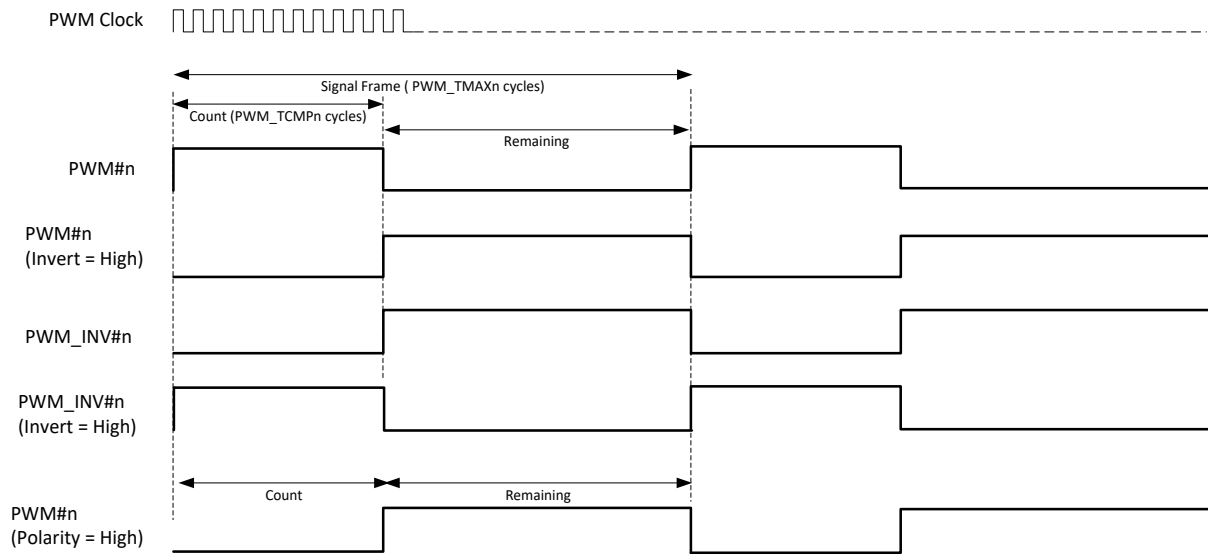 PWM Clock
Signal Frame ( PWM_TMAXn cycles)
Count (PWM_TCMPn cycles)
Remaining
PWM#n
PWM#n
(Invert = High)
PWM_INV#n
PWM_INV#n
(Invert = High)
Count
Remaining
PWM#n
(Polarity = High)